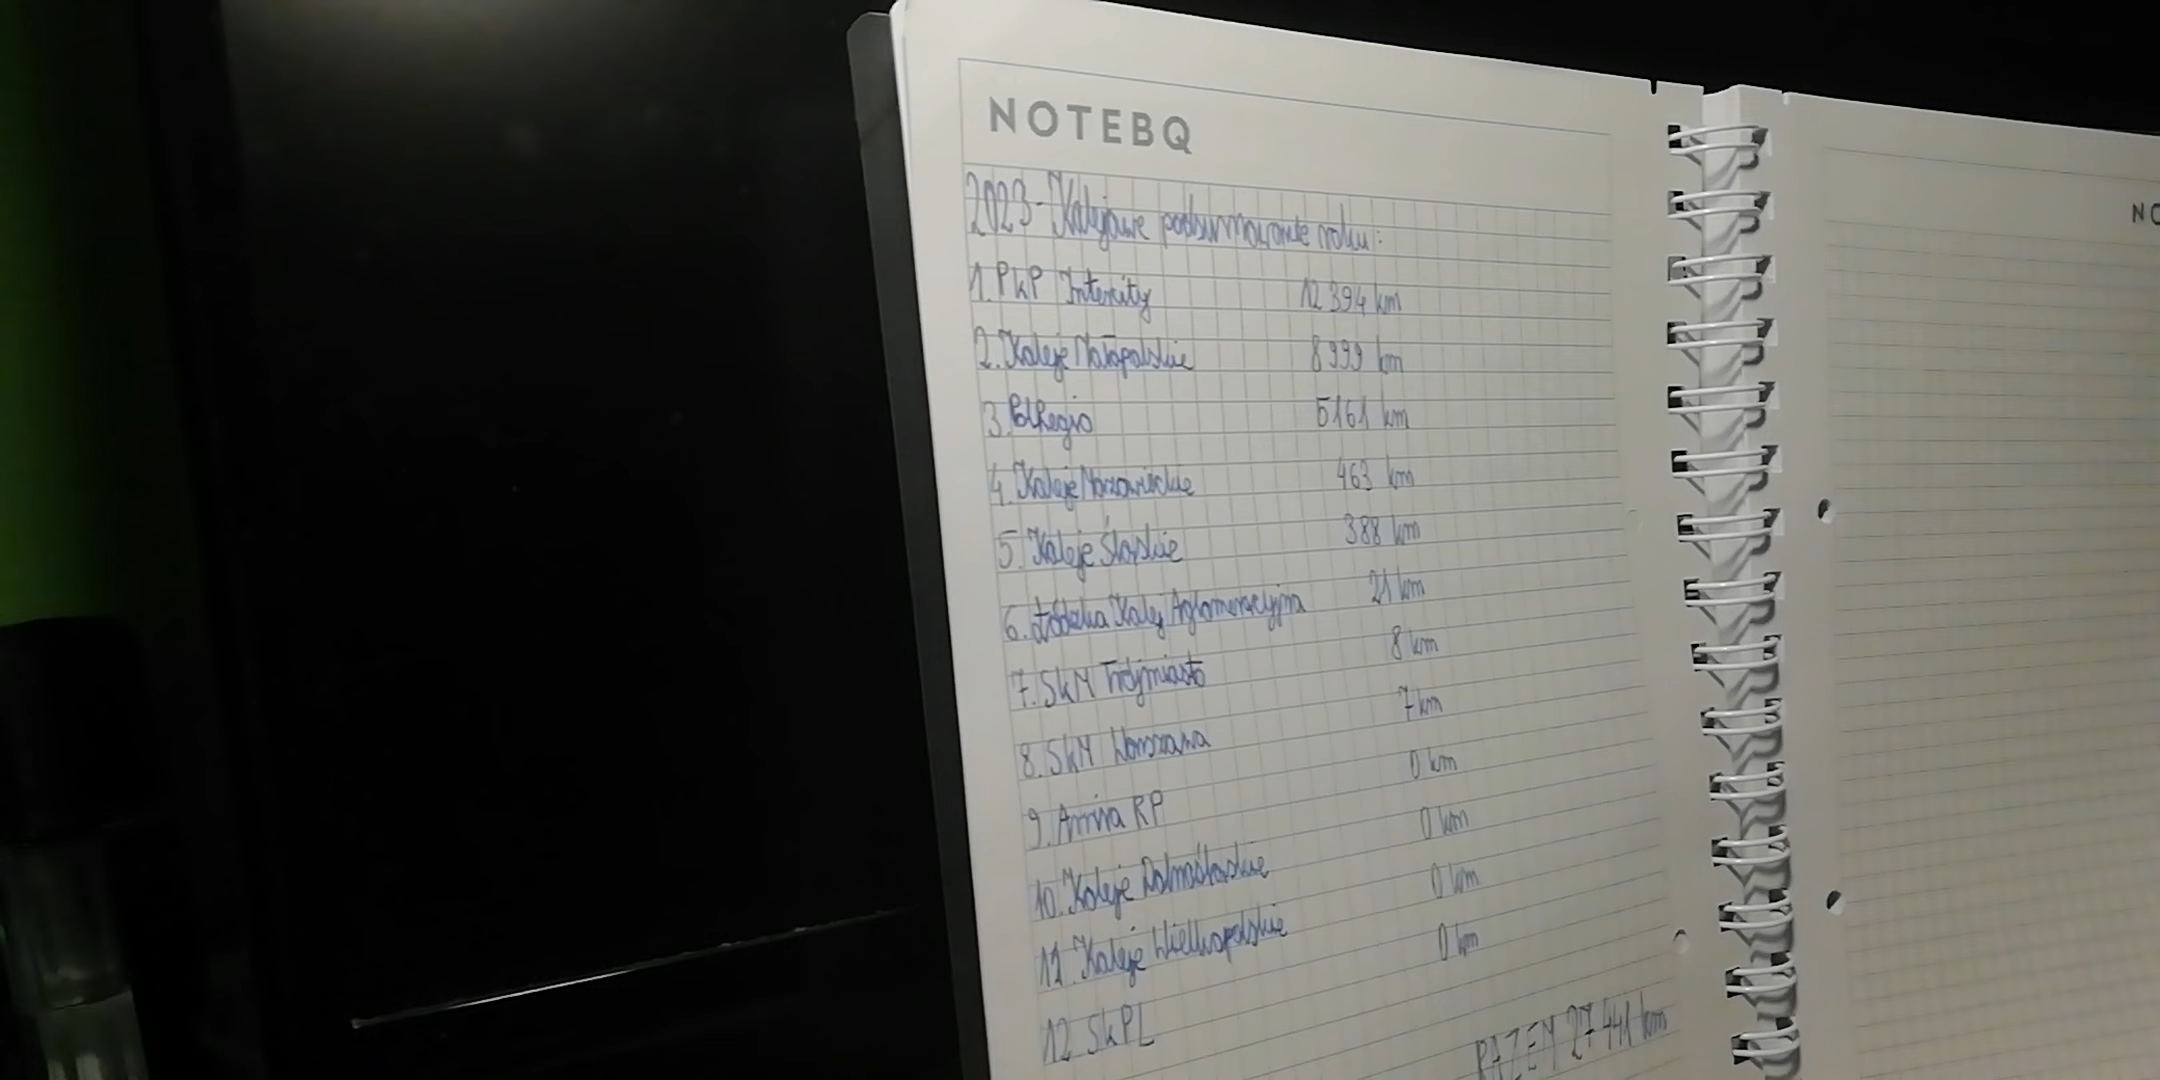 NOTEBQ
2023 - Kolejowe podsumowanie roku:
1. PKP Intercity 12 394 km
2. Koleje Małopolskie 8 999 km
3. PolRegio 5161 km
4. Koleje Mazowieckie 463 km
5. Koleje Śląskie 388 km
6. Łódzka Kolej Aglomeracyjna 21 km
7. SKM Trójmiasto 8 km
8. SKM Warszawa 7 km
9. Arriva RP 0 km
10. Koleje Dolnośląskie 0 km
11. Koleje Wielkopolskie 0 km
12. SKPL 0 km
RAZEM 27 441 km